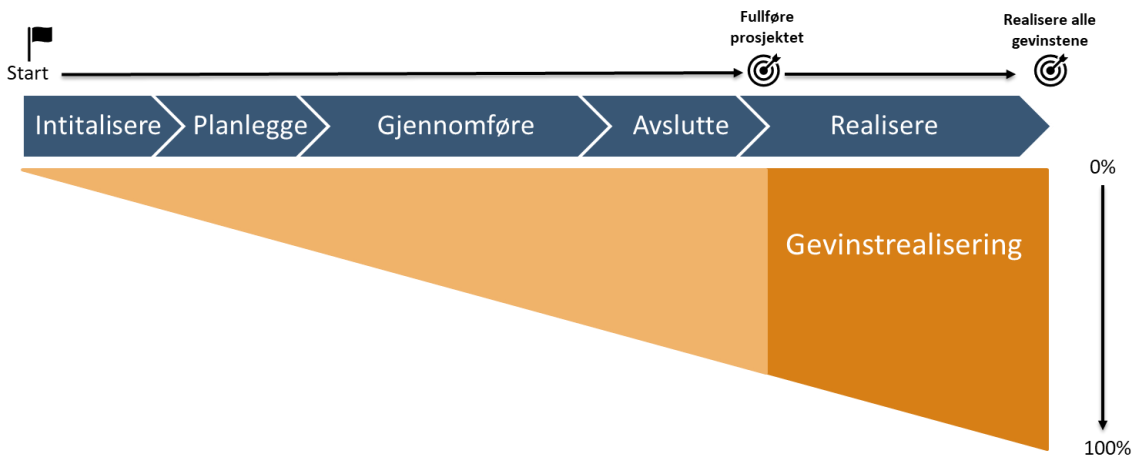 Fullføre
prosjektet
Realisere alle
gevinstene
Start
Intitalisere
Planlegge
Gjennomføre
Avslutte
Realisere
0%
Gevinstrealisering
100%